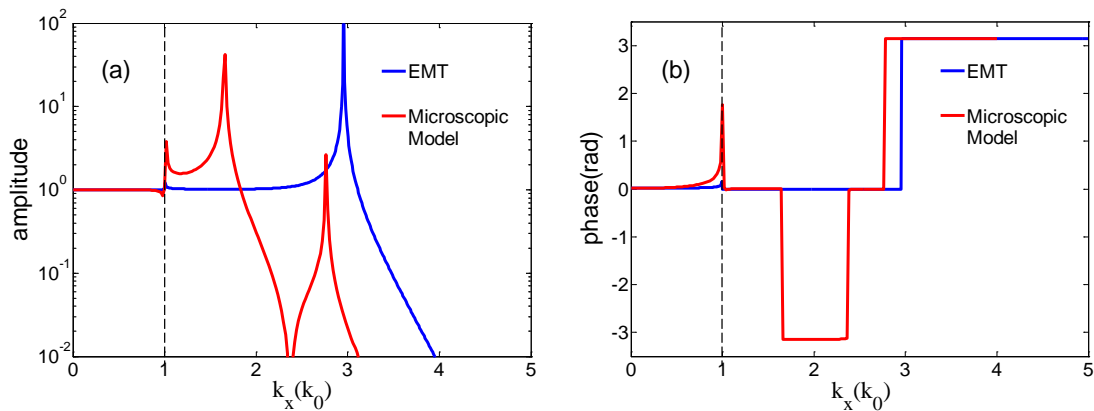 (a)
EMT
Microscopic
Model
amplitude
10^2
10^1
10^0
10^-1
10^-2
0 1 2 3 4 5
k_x(k_0)
(b)
EMT
Microscopic
Model
phase(rad)
3
2
1
0
-1
-2
-3
0 1 2 3 4 5
k_x(k_0)